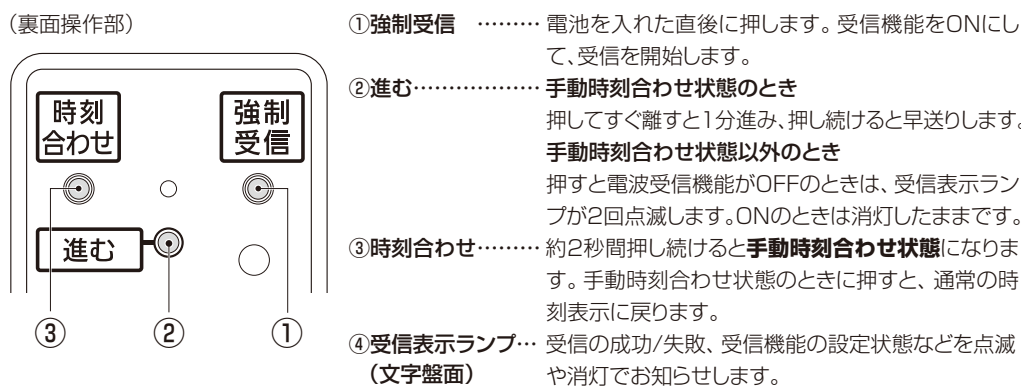 （裏面操作部）
時刻
合わせ
強制
受信
進む
③
②
①
①強制受信 ……… 電池を入れた直後に押します。受信機能をONにし
て、受信を開始します。
②進む……………… 手動時刻合わせ状態のとき
押してすぐ離すと1分進み、押し続けると早送りします。
手動時刻合わせ状態以外のとき
押すと電波受信機能がOFFのときは、受信表示ラン
プが2回点滅します。ONのときは消灯したままです。
③時刻合わせ……… 約2秒間押し続けると手動時刻合わせ状態になりま
す。手動時刻合わせ状態のときに押すと、通常の時
刻表示に戻ります。
④受信表示ランプ… 受信の成功/失敗、受信機能の設定状態などを点滅
（文字盤面） や消灯でお知らせします。